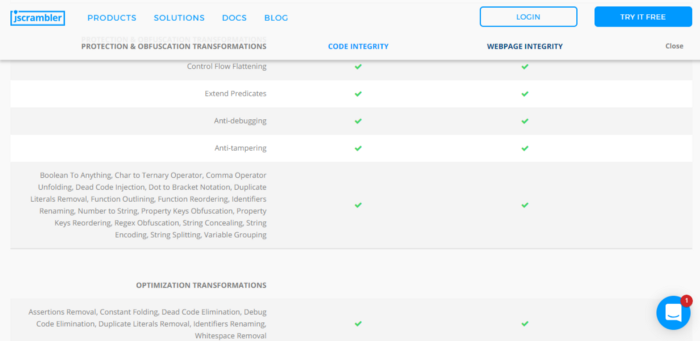 jscrambler
PRODUCTS SOLUTIONS DOCS BLOG LOGIN TRY IT FREE
PROTECTION & OBFUSCATION TRANSFORMATIONS
PROTECTION & OBFUSCATION TRANSFORMATIONS CODE INTEGRITY WEBPAGE INTEGRITY Close
Control Flow Flattening
Extend Predicates
Anti-debugging
Anti-tampering
Boolean To Anything, Char to Ternary Operator, Comma Operator
Unfolding, Dead Code Injection, Dot to Bracket Notation, Duplicate
Literals Removal, Function Outlining, Function Reordering, Identifiers
Renaming, Number to String, Property Keys Obfuscation, Property
Keys Reordering, Regex Obfuscation, String Concealing, String
Encoding, String Splitting, Variable Grouping
OPTIMIZATION TRANSFORMATIONS
Assertions Removal, Constant Folding, Dead Code Elimination, Debug
Code Elimination, Duplicate Literals Removal, Identifiers Renaming,
Whitespace Removal
1